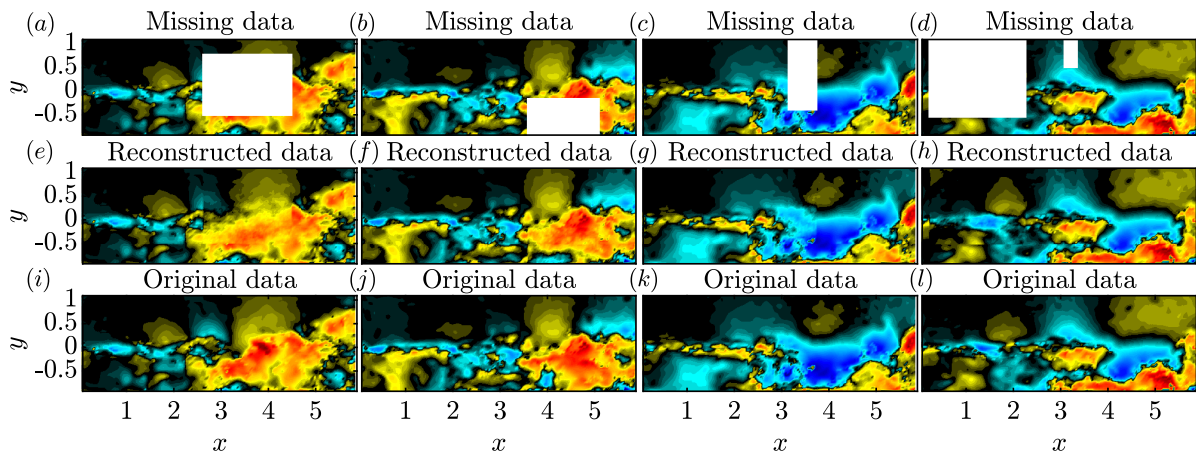 (a) Missing data (b) Missing data (c) Missing data (d) Missing data
1
0.5
0
-0.5
y
(e) Reconstructed data (f) Reconstructed data (g) Reconstructed data (h) Reconstructed data
1
0.5
0
-0.5
y
(i) Original data (j) Original data (k) Original data (l) Original data
1
0.5
0
-0.5
y
1 2 3 4 5 1 2 3 4 5 1 2 3 4 5 1 2 3 4 5
x x x x